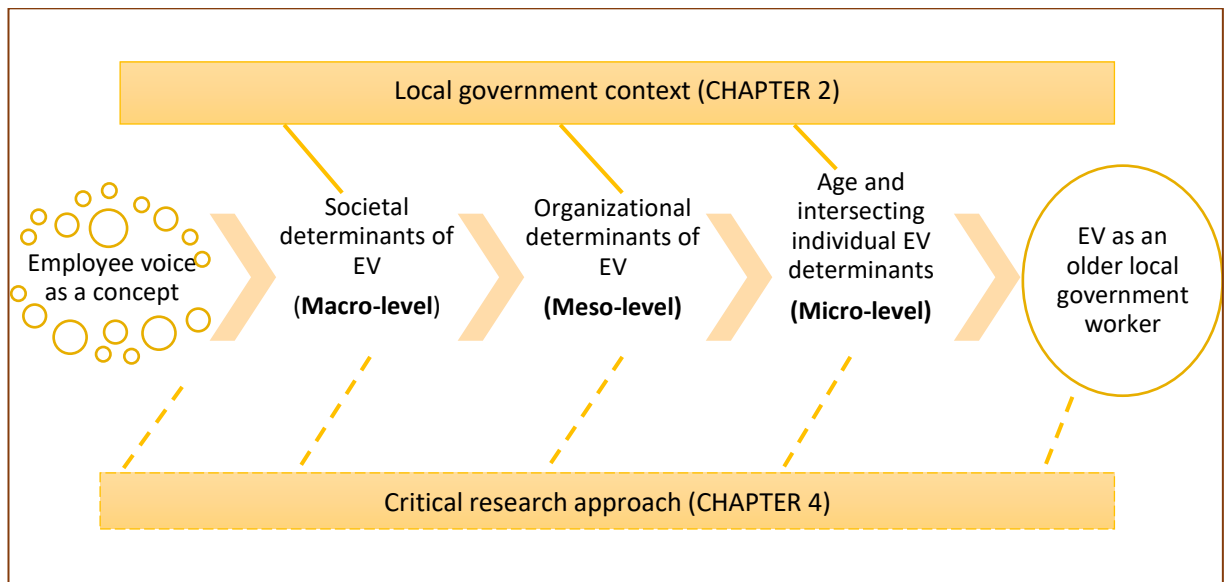 Local government context (CHAPTER 2)
Employee voice
as a concept
Societal
determinants of
EV
(Macro-level)
Organizational
determinants of
EV
(Meso-level)
Age and
intersecting
individual EV
determinants
(Micro-level)
EV as an
older local
government
worker
Critical research approach (CHAPTER 4)